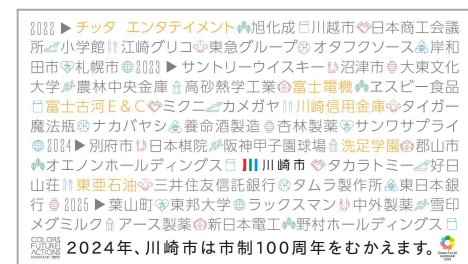 2022 ▶ チッタ エンタテイメント 旭化成 川越市 日本商工会議
所 小学館 江崎グリコ 東急グループ オタフクソース 岸和
田市 札幌市 2023 ▶ サントリーウイスキー 沼津市 大東文化
大学 農林中央金庫 高砂熱学工業 富士電機 ヱスビー食品
富士古河E&C ミクニ カメガヤ 川崎信用金庫 タイガー
魔法瓶 ナカバヤシ 養命酒製造 杏林製薬 サンワサプライ
2024 ▶ 別府市 日本棋院 阪神甲子園球場 洗足学園 郡山市
オエノンホールディングス 川崎市 タカラトミー 好日
山荘 東亜石油 三井住友信託銀行 タムラ製作所 東日本銀
行 2025 ▶ 葉山町 東邦大学 ラックスマン 中外製薬 雪印
メグミルク アース製薬 新日本電工 野村ホールディングス
COLORS FUTURE ACTIONS
2024年、川崎市は市制100周年をむかえます。